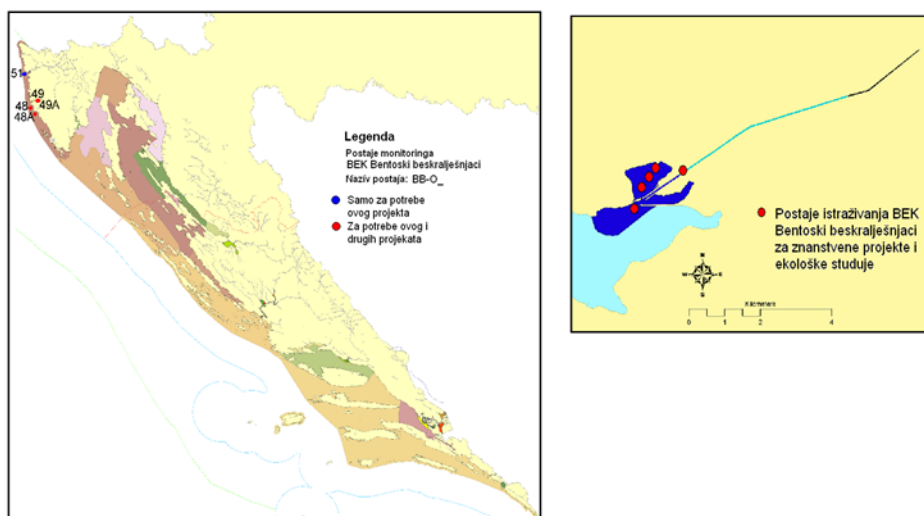 51
49
48
49A
48A
Legenda
Postaje monitoringa
BEK Bentoski beskralješnjaci
Naziv postaja: BB-O_
Samo za potrebe
ovog projekta
Za potrebe ovog i
drugih projekata
Postaje istraživanja BEK
Bentoski beskralješnjaci
za znanstvene projekte i
ekološke studuje
N
W
E
S
Kilometers
0
1
2
4